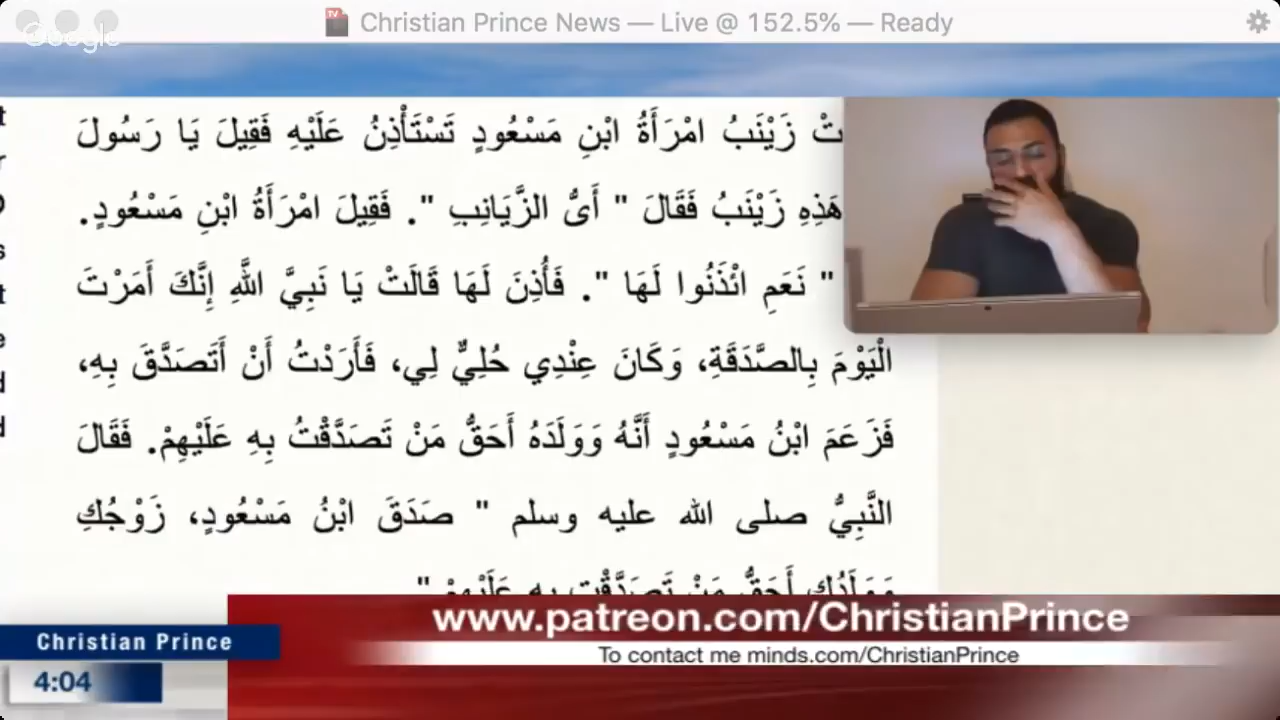 Christian Prince News — Live @ 152.5% — Ready
Google
زَيْنَبُ امْرَأَةُ ابْنِ مَسْعُودٍ تَسْتَأْذِنُ عَلَيْهِ فَقِيلَ يَا رَسُولَ
هَذِهِ زَيْنَبُ فَقَالَ " أَىُّ الزَّيَانِبِ ". فَقِيلَ امْرَأَةُ ابْنِ مَسْعُودٍ.
" نَعَمِ ائْذَنُوا لَهَا ". فَأُذِنَ لَهَا قَالَتْ يَا نَبِيَّ اللَّهِ إِنَّكَ أَمَرْتَ
الْيَوْمَ بِالصَّدَقَةِ، وَكَانَ عِنْدِي حُلِيٌّ لِي، فَأَرَدْتُ أَنْ أَتَصَدَّقَ بِهِ،
فَزَعَمَ ابْنُ مَسْعُودٍ أَنَّهُ وَوَلَدَهُ أَحَقُّ مَنْ تَصَدَّقْتُ بِهِ عَلَيْهِمْ. فَقَالَ
النَّبِيُّ صلى الله عليه وسلم " صَدَقَ ابْنُ مَسْعُودٍ، زَوْجُكِ
وَوَلَدُكِ أَحَقُّ مَنْ تَصَدَّقْتِ بِهِ عَلَيْهِمْ "
www.patreon.com/ChristianPrince
To contact me minds.com/ChristianPrince
Christian Prince
4:04